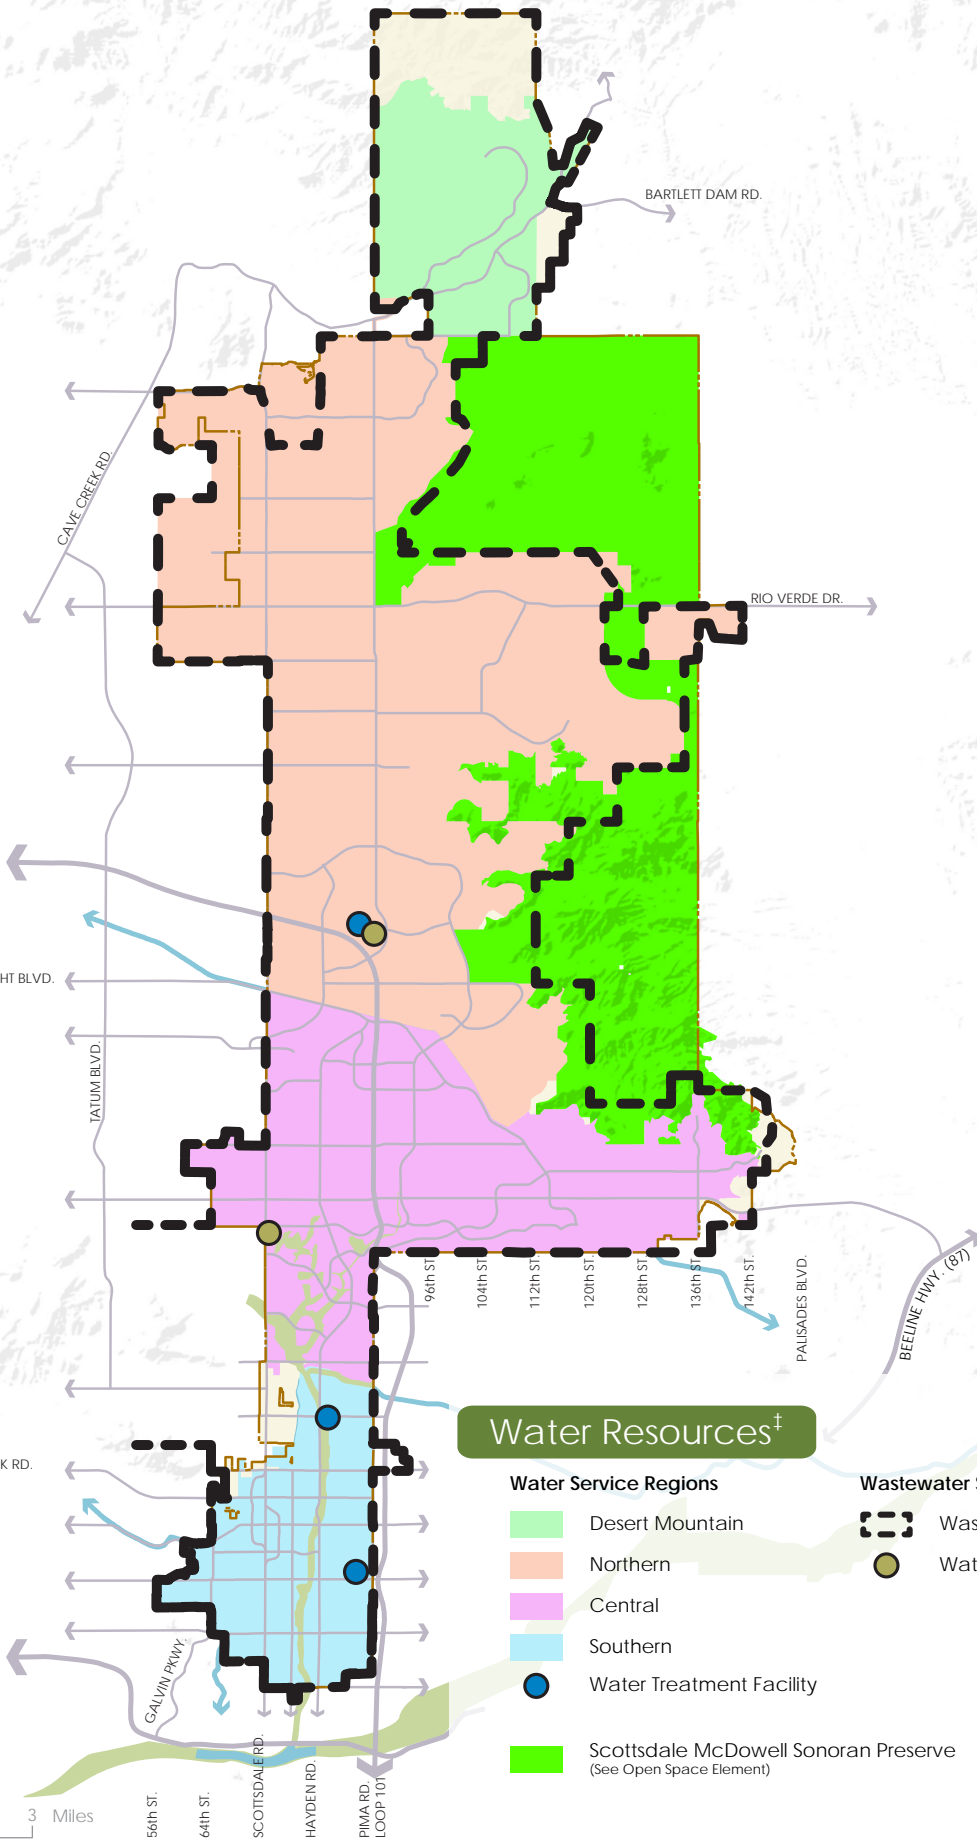 BARTLETT DAM RD.
CAVE CREEK RD.
RIO VERDE DR.
HT BLVD.
TATUM BLVD.
96th ST.
104th ST.
112th ST.
120th ST.
128th ST.
136th ST.
142th ST.
PALISADES BLVD.
BEELINE HWY. (87)
K RD.
Water Resources‡
Water Service Regions
Desert Mountain
Northern
Central
Southern
Water Treatment Facility
Scottsdale McDowell Sonoran Preserve
(See Open Space Element)
Wastewater S
Was
Wat
GALVIN PKWY.
56th ST.
64th ST.
SCOTTSDALE RD.
HAYDEN RD.
PIMA RD.
LOOP 101
3 Miles